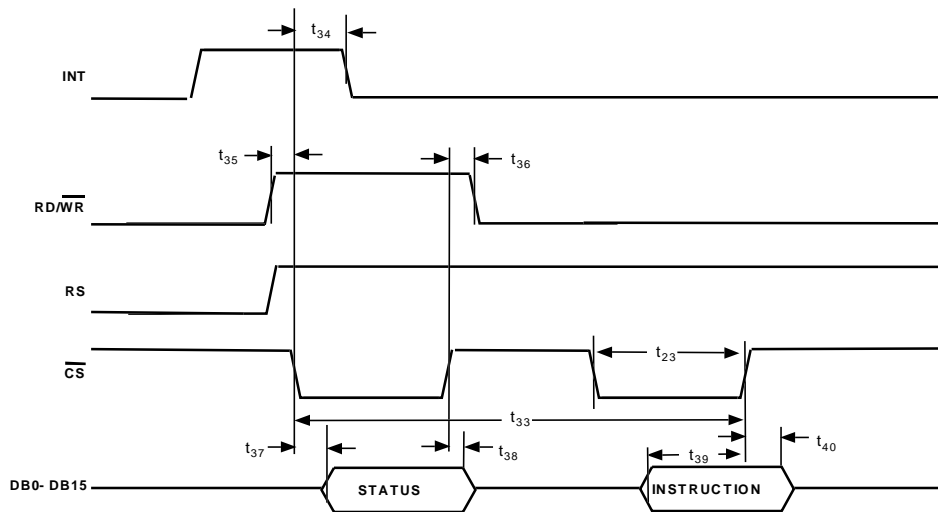 t34
INT
t35
t36
RD/WR
RS
CS
t23
t33
t37
t38
t39
t40
DB0- DB15
STATUS
INSTRUCTION